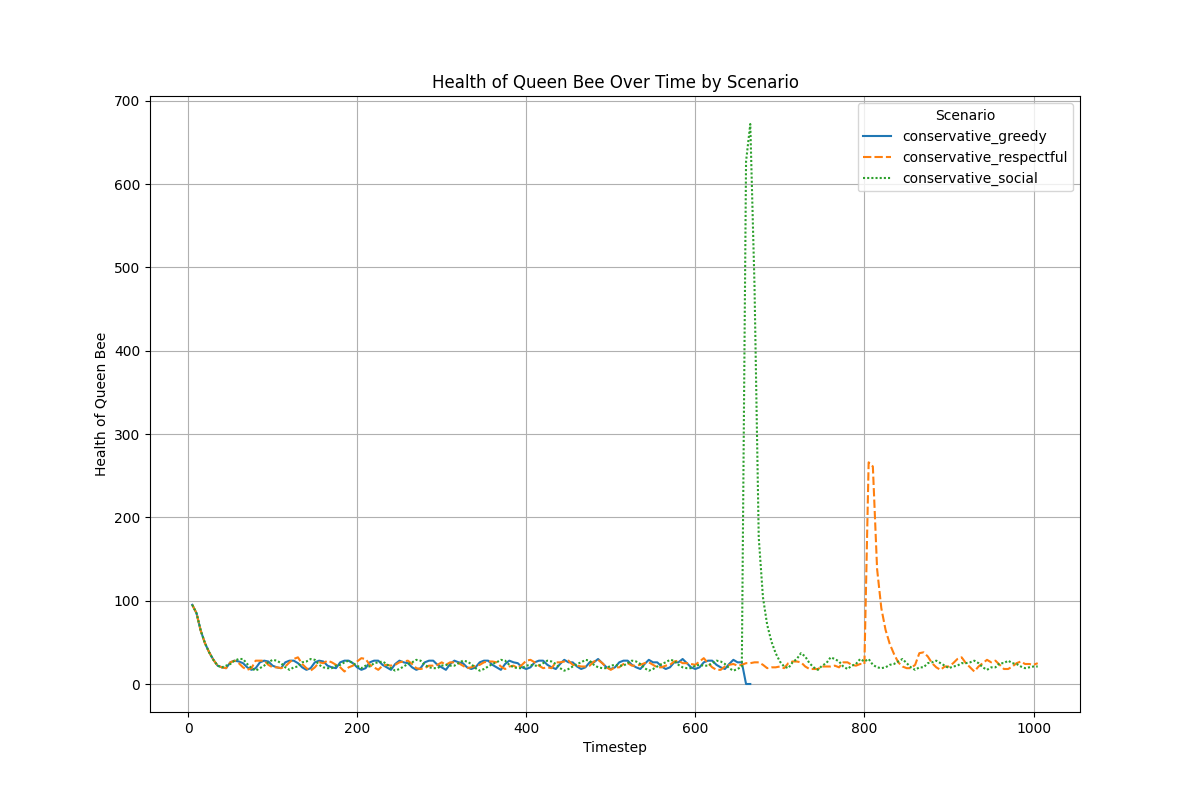 Health of Queen Bee Over Time by Scenario
Health of Queen Bee
700
600
500
400
300
200
100
0
Scenario
conservative_greedy
conservative_respectful
conservative_social
0 200 400 600 800 1000
Timestep